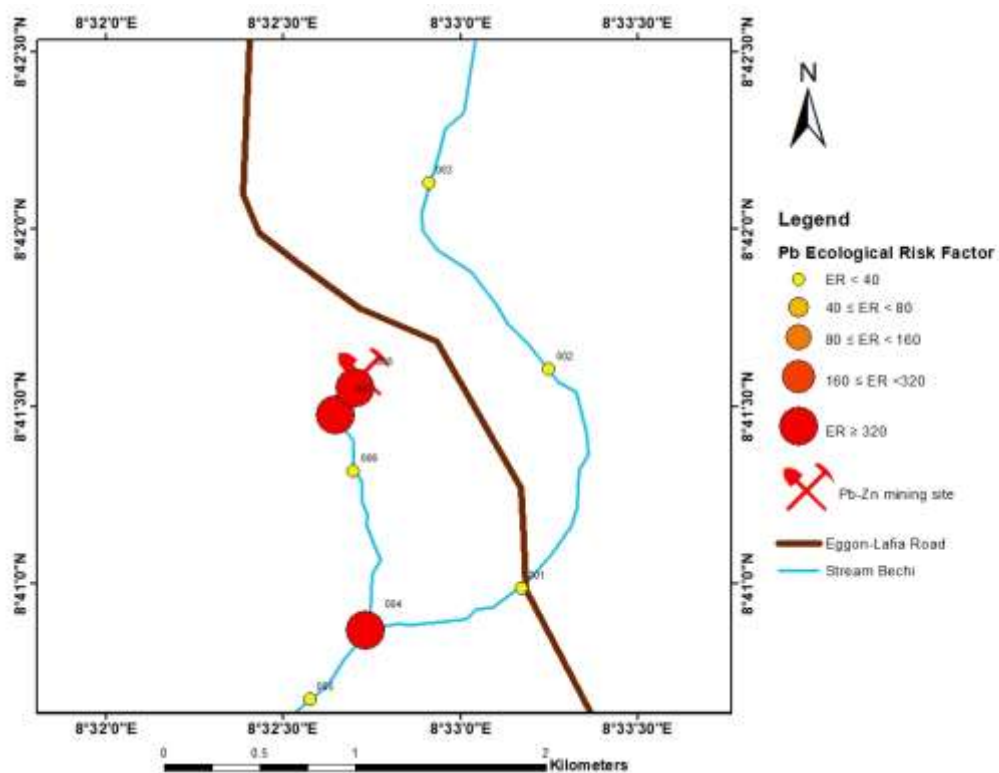 8°32'0"E 8°32'30"E 8°33'0"E 8°33'30"E
8°42'30"N 8°42'30"N
N
003
Legend
8°42'0"N 8°42'0"N
Pb Ecological Risk Factor
ER < 40
40 ≤ ER < 80
80 ≤ ER < 160
002
160 ≤ ER <320
8°41'30"N 8°41'30"N
ER ≥ 320
Pb-Zn mining site
Eggon-Lafia Road
Stream Bechi
001
8°41'0"N 8°41'0"N
004
8°32'0"E 8°32'30"E 8°33'0"E 8°33'30"E
0 0.5 1 2
Kilometers